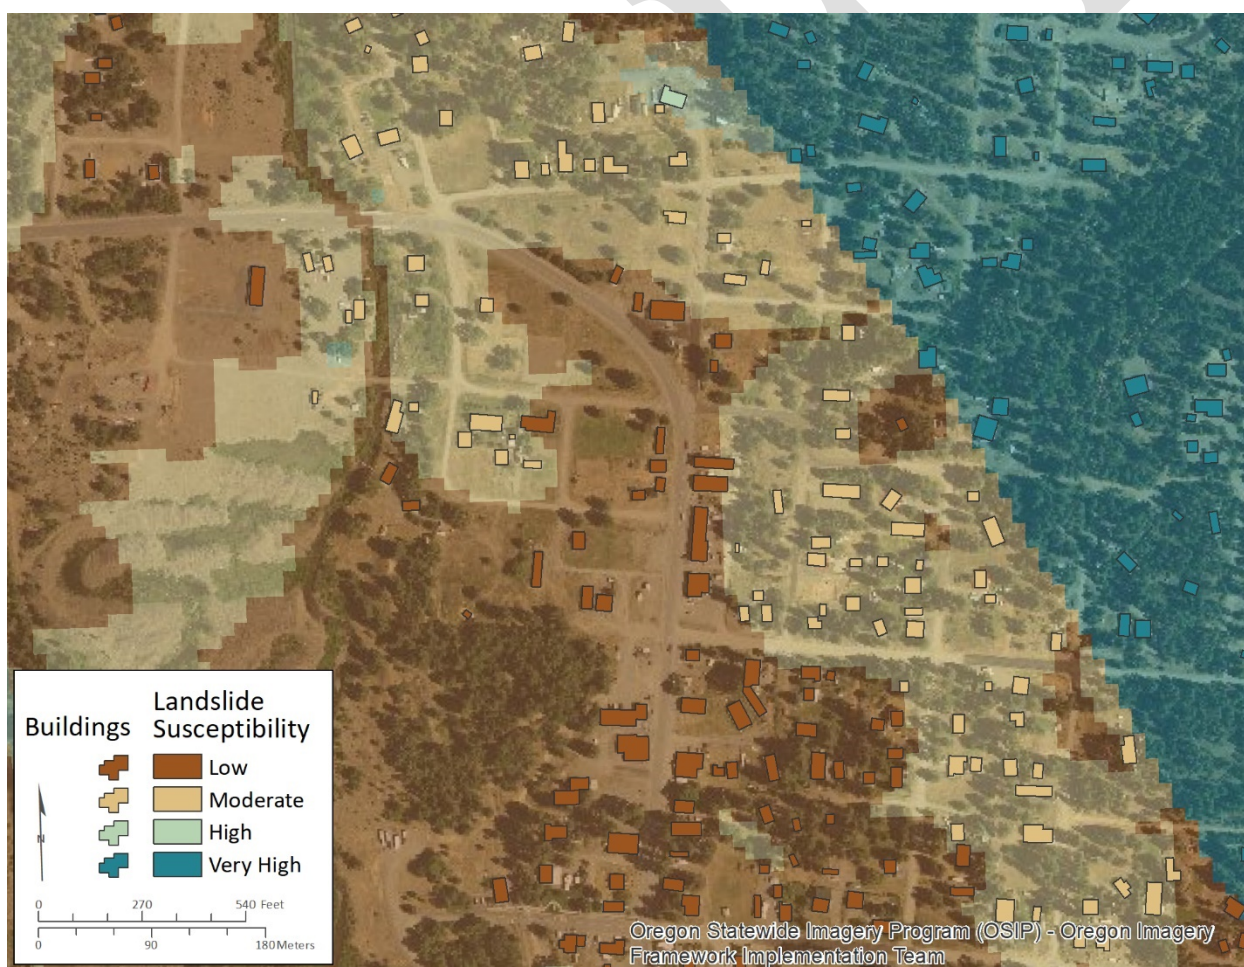 Buildings
Landslide
Susceptibility
Low
Moderate
High
Very High
N
0 270 540 Feet
0 90 180 Meters
Oregon Statewide Imagery Program (OSIP) - Oregon Imagery
Framework Implementation Team